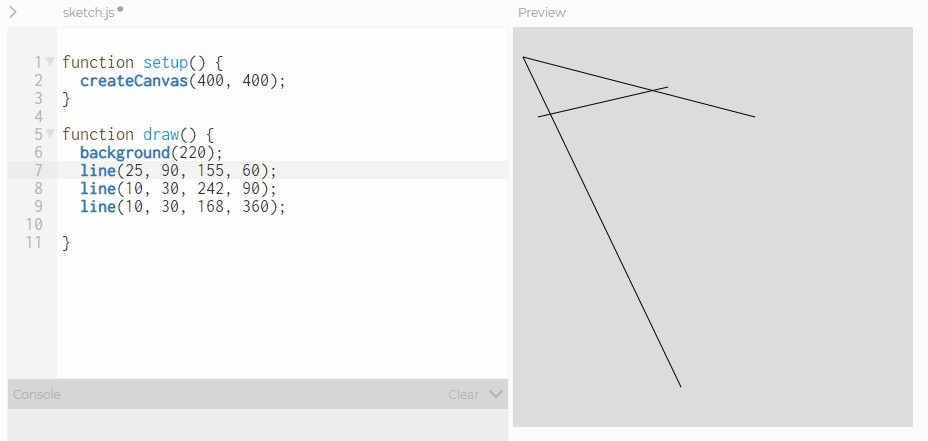 sketch.js
Preview
1 function setup() {
2   createCanvas(400, 400);
3 }
4
5 function draw() {
6   background(220);
7   line(25, 90, 155, 60);
8   line(10, 30, 242, 90);
9   line(10, 30, 168, 360);
10
11 }
Console
Clear